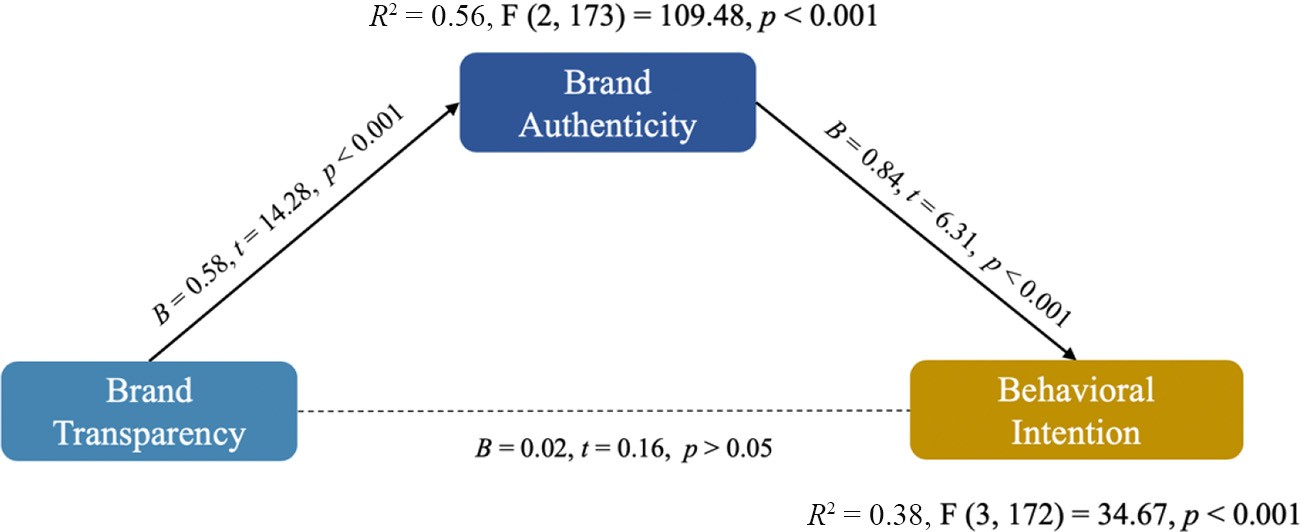 R² = 0.56, F (2, 173) = 109.48, p < 0.001
Brand
Authenticity
B = 0.58, t = 14.28, p < 0.001
B = 0.84, t = 6.31, p < 0.001
Brand
Transparency
Behavioral
Intention
B = 0.02, t = 0.16, p > 0.05
R² = 0.38, F (3, 172) = 34.67, p < 0.001